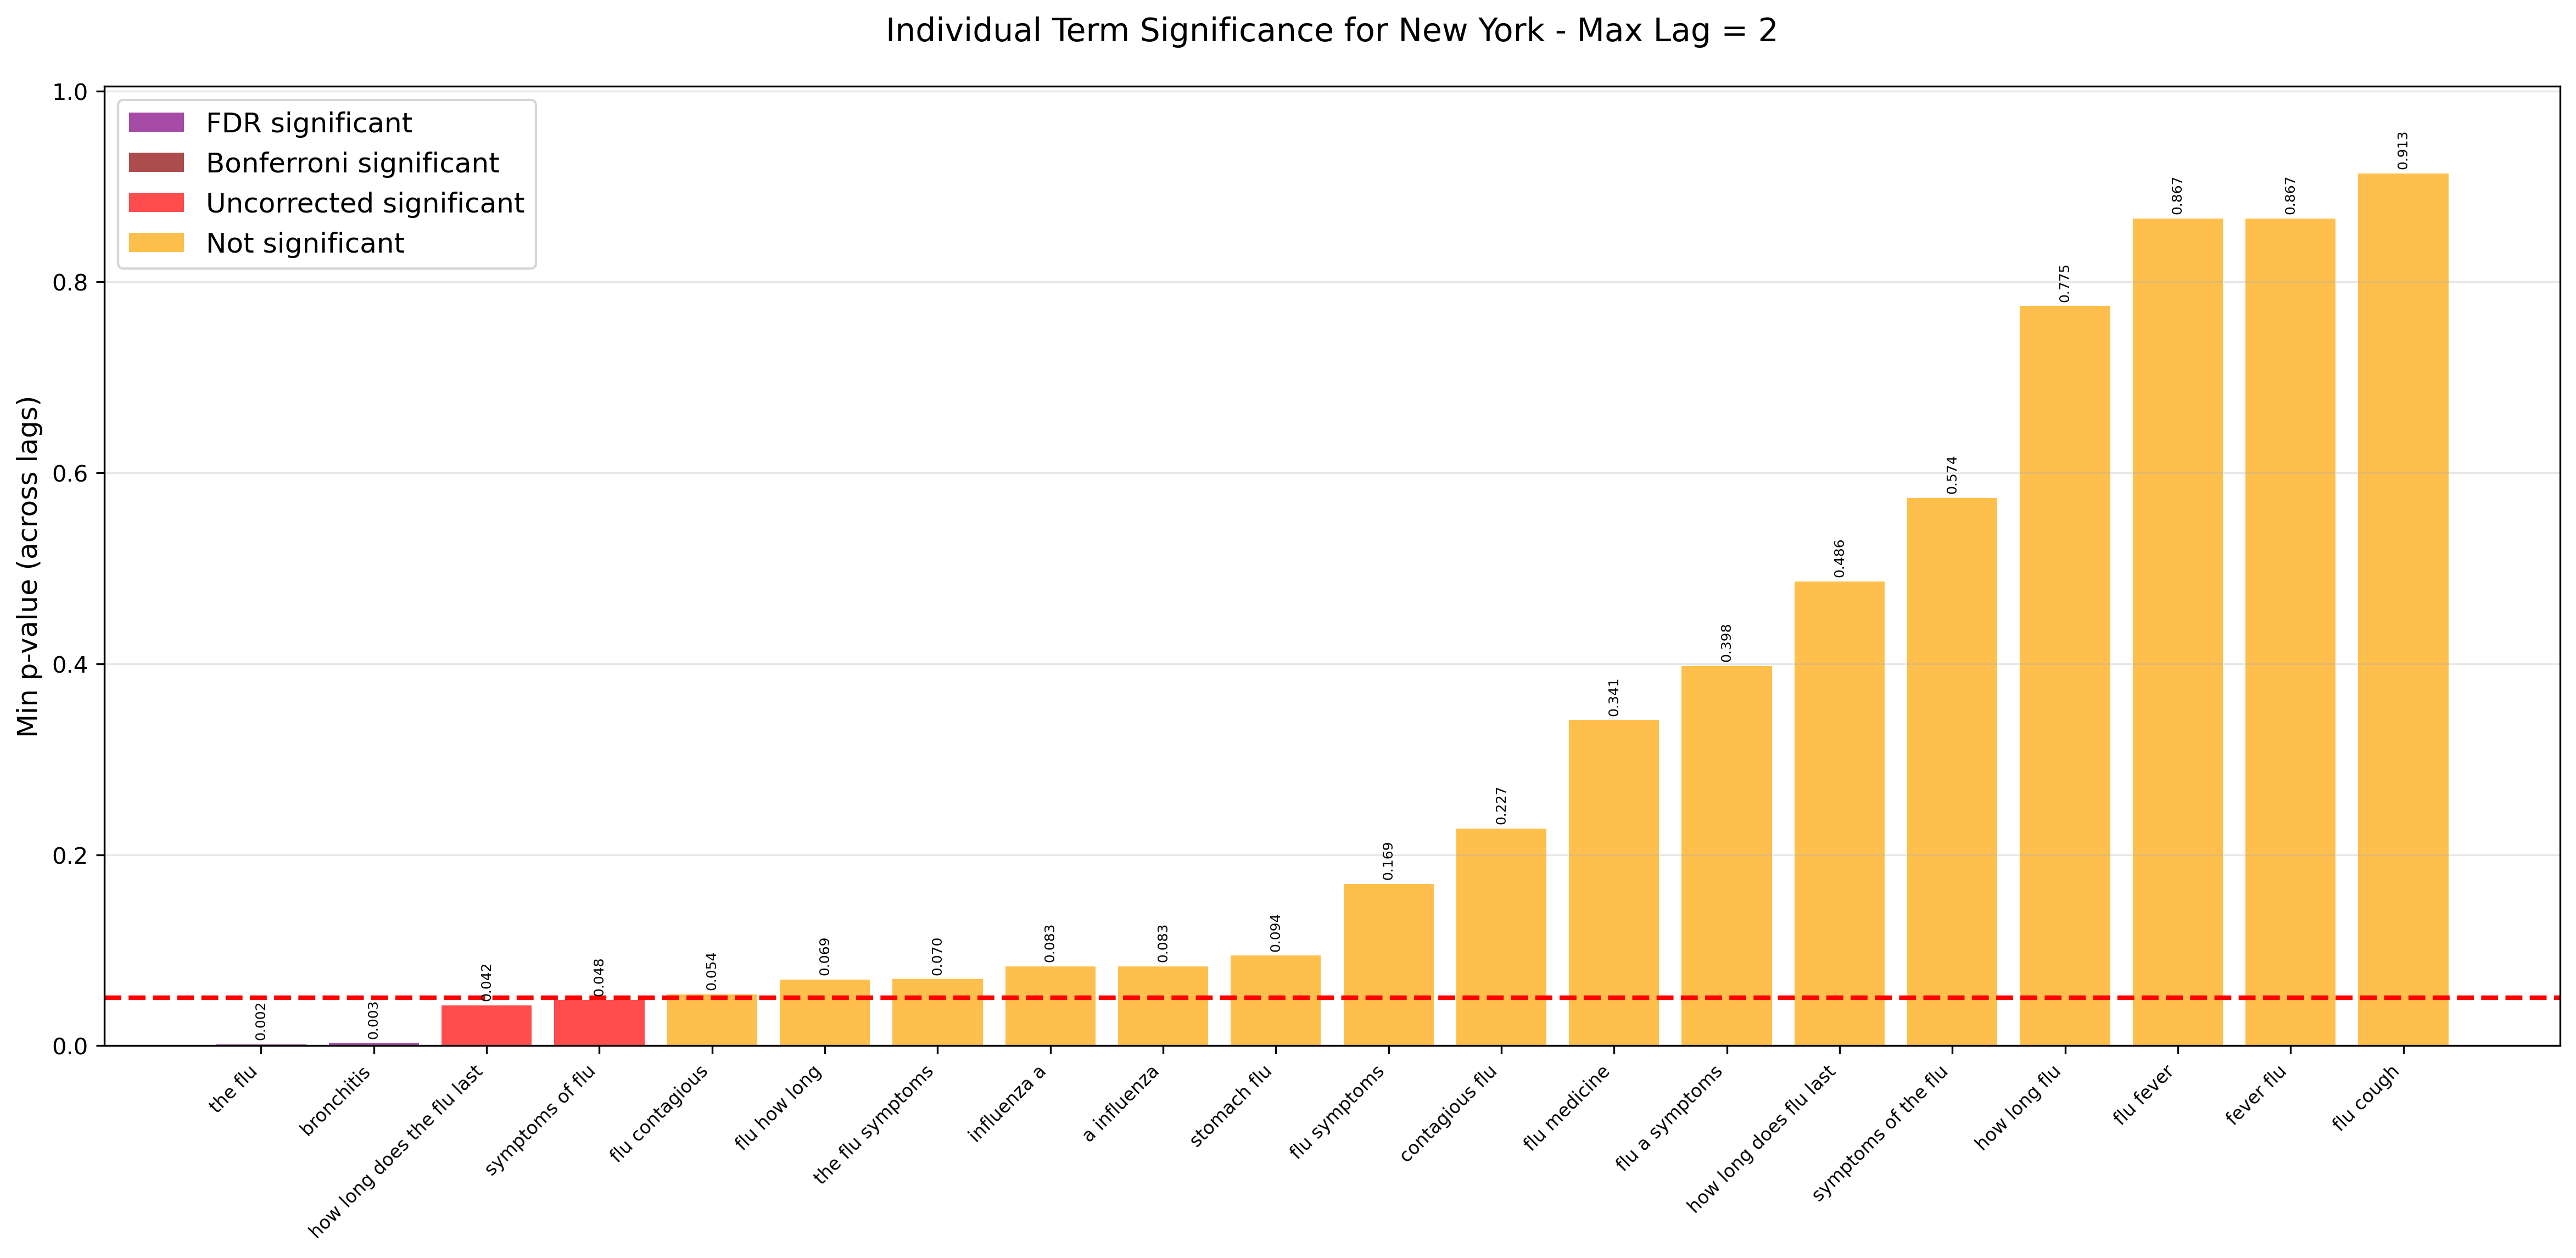 Individual Term Significance for New York - Max Lag = 2
Min p-value (across lags)
1.0
0.8
0.6
0.4
0.2
0.0
FDR significant
Bonferroni significant
Uncorrected significant
Not significant
0.002
0.003
0.042
0.048
0.054
0.069
0.070
0.083
0.083
0.094
0.169
0.227
0.341
0.398
0.486
0.574
0.775
0.867
0.867
0.913
the flu
bronchitis
how long does the flu last
symptoms of flu
flu contagious
flu how long
the flu symptoms
influenza a
a influenza
stomach flu
flu symptoms
contagious flu
flu medicine
flu a symptoms
how long does flu last
symptoms of the flu
how long flu
flu fever
fever flu
flu cough